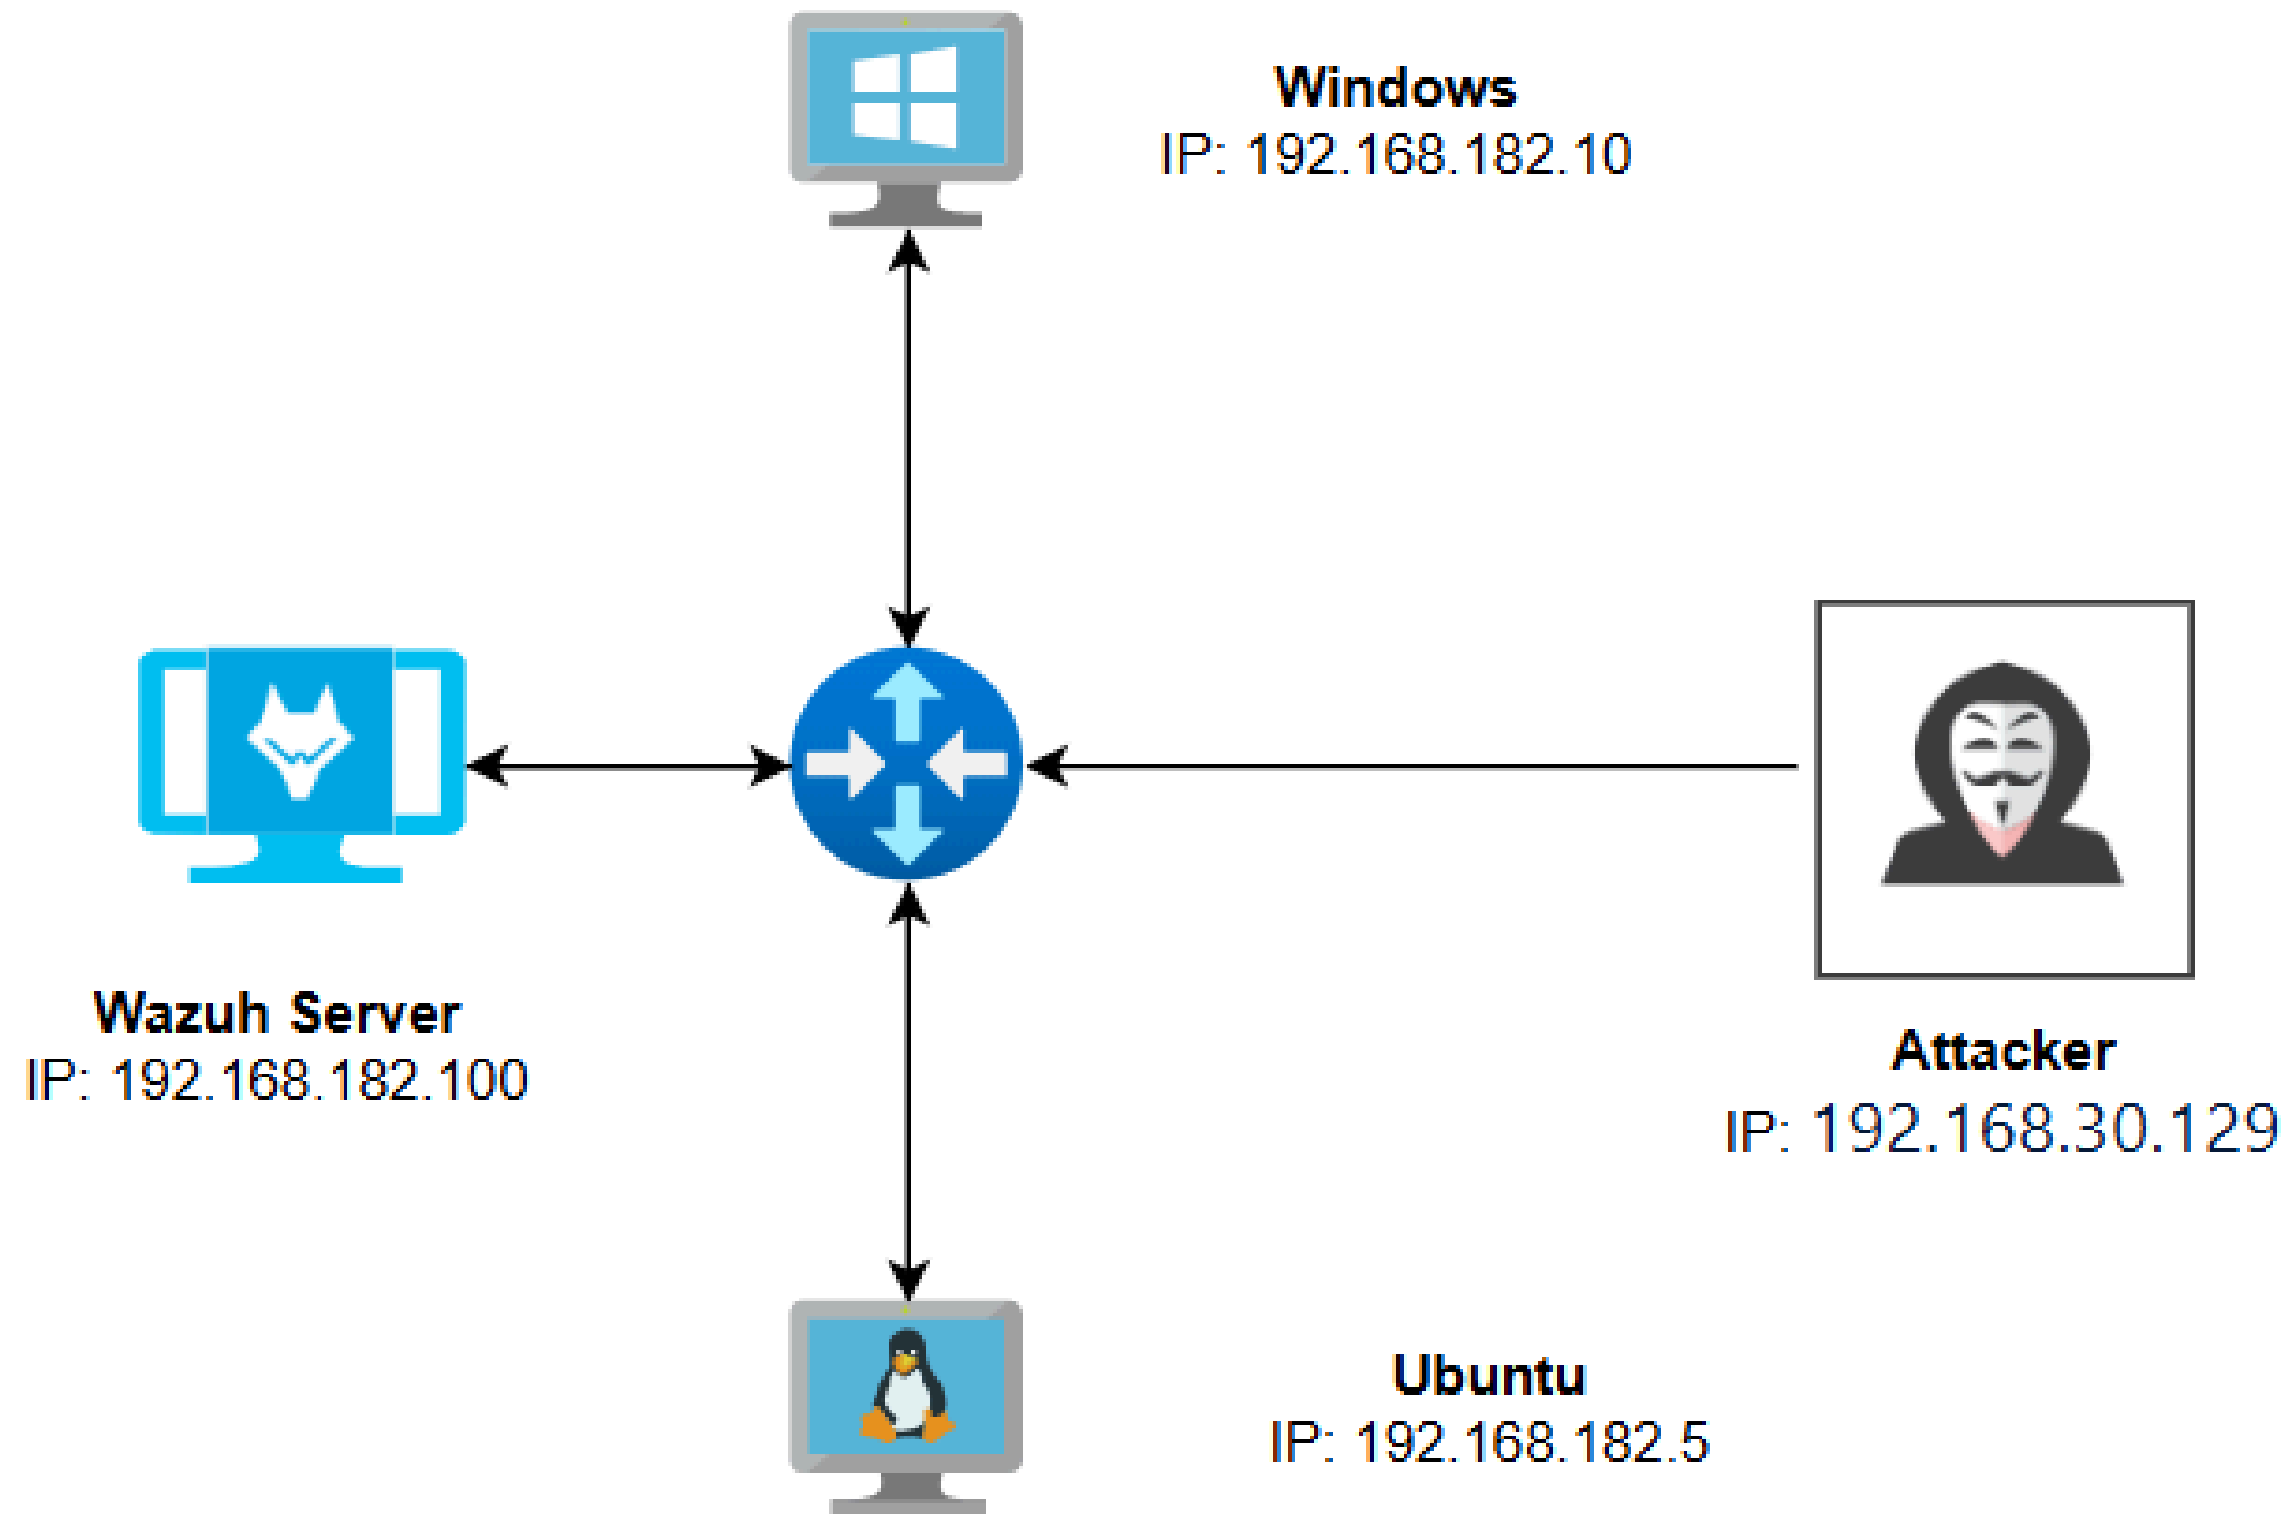 Windows
IP: 192.168.182.10
Wazuh Server
IP: 192.168.182.100
Attacker
IP: 192.168.30.129
Ubuntu
IP: 192.168.182.5